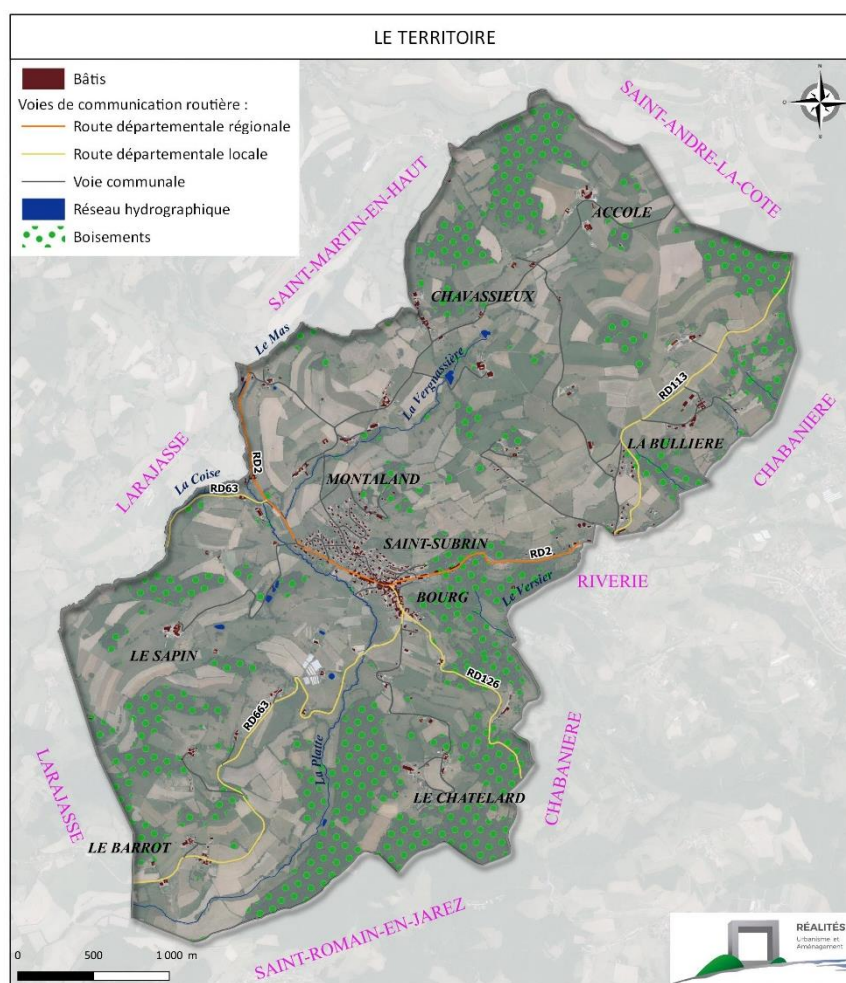 LE TERRITOIRE
Bâtis
Voies de communication routière :
Route départementale régionale
Route départementale locale
Voie communale
Réseau hydrographique
Boisements
N
O
E
S
SAINT-ANDRE-LA-COTE
SAINT-MARTIN-EN-HAUT
ACCOLE
CHAVASSIEUX
Le Mas
La Vergnassière
RD113
LA BULLIERE
CHABANIERE
LARAJASSE
RD2
La Coise
RD63
MONTALAND
SAINT-SUBRIN
RD2
RIVERIE
BOURG
Le Versier
LE SAPIN
RD126
RD663
La Platte
LARAJASSE
LE CHATELARD
CHABANIERE
LE BARROT
SAINT-ROMAIN-EN-JAREZ
0 500 1 000 m
RÉALITÉS
Urbanisme et
Aménagement